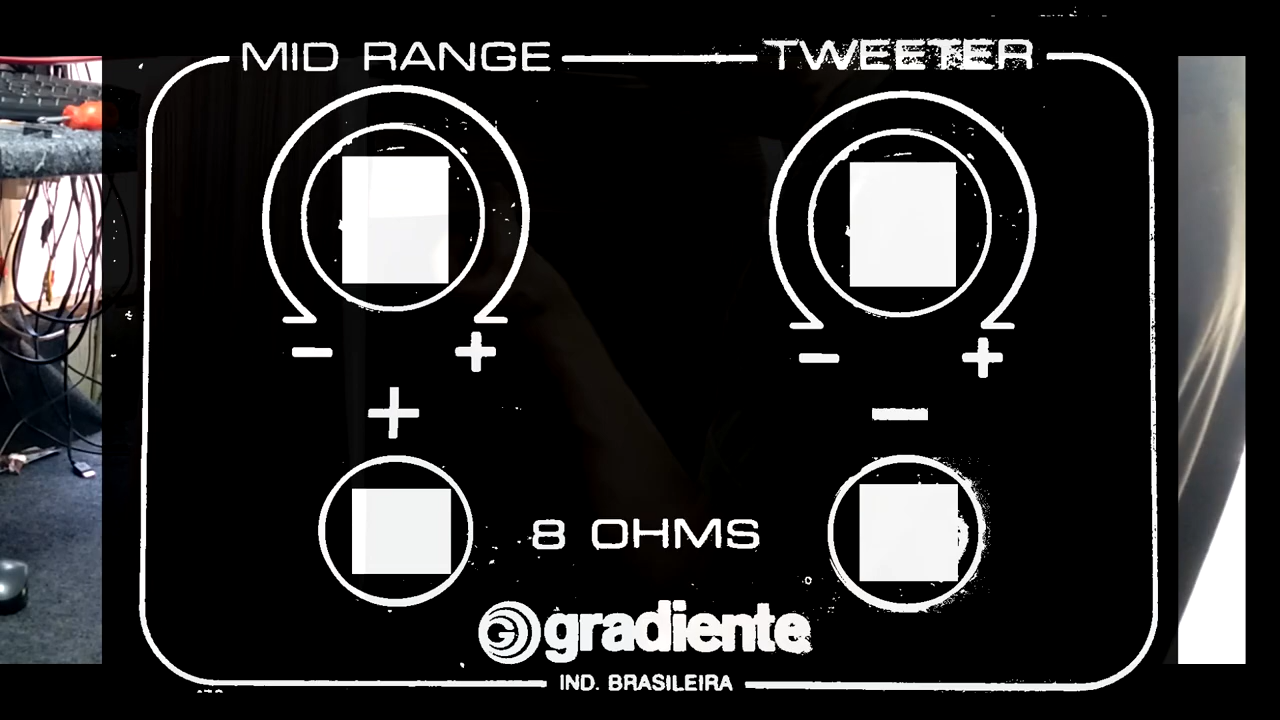 MID RANGE TWEETER
− + − +
+ −
8 OHMS
gradiente
IND. BRASILEIRA